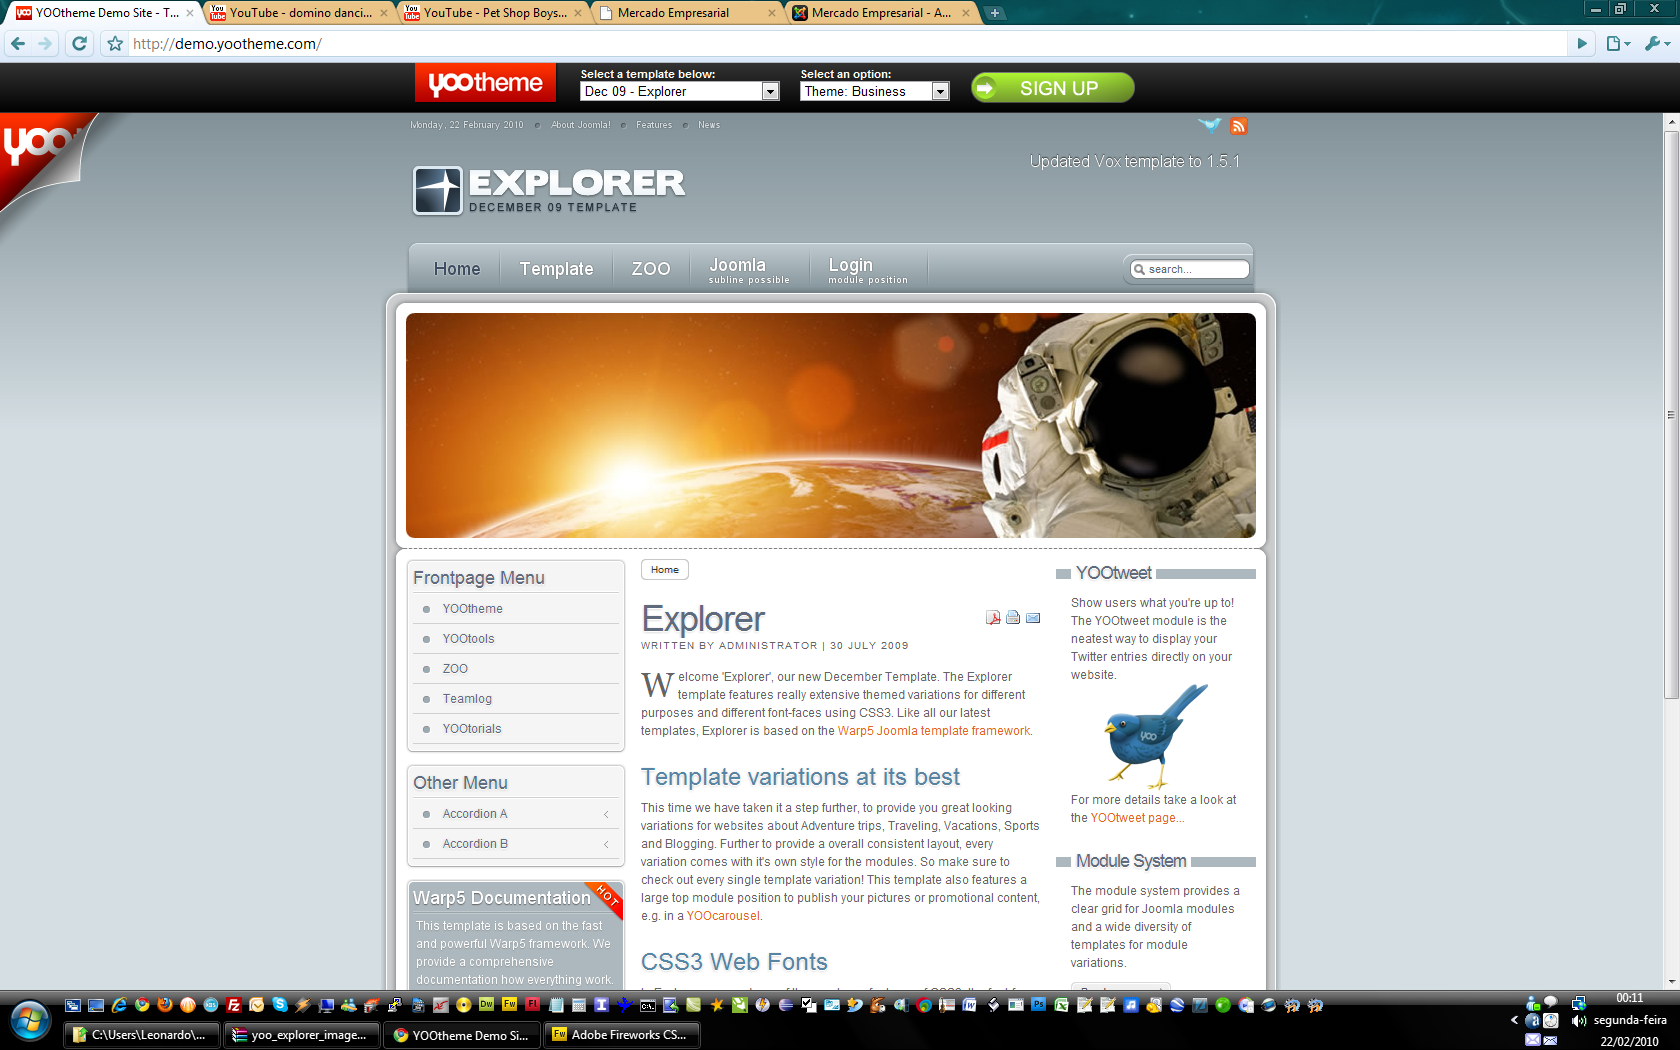 YOOtheme Demo Site - T...
YouTube - domino danci...
YouTube - Pet Shop Boys...
Mercado Empresarial
Mercado Empresarial - A...
http://demo.yootheme.com/
yootheme
Select a template below:
Dec 09 - Explorer
Select an option:
Theme: Business
SIGN UP
yoo
Monday, 22 February 2010
About Joomla!
Features
News
Updated Vox template to 1.5.1
EXPLORER
DECEMBER 09 TEMPLATE
Home
Template
ZOO
Joomla
subline possible
Login
module position
search...
Frontpage Menu
YOOtheme
YOOtools
ZOO
Teamlog
YOOtorials
Other Menu
Accordion A
Accordion B
Warp5 Documentation
HOT
This template is based on the fast
and powerful Warp5 framework. We
provide a comprehensive
documentation how everything work.
Home
Explorer
WRITTEN BY ADMINISTRATOR | 30 JULY 2009
Welcome 'Explorer', our new December Template. The Explorer
template features really extensive themed variations for different
purposes and different font-faces using CSS3. Like all our latest
templates, Explorer is based on the Warp5 Joomla template framework.
Template variations at its best
This time we have taken it a step further, to provide you great looking
variations for websites about Adventure trips, Traveling, Vacations, Sports
and Blogging. Further to provide a overall consistent layout, every
variation comes with it's own style for the modules. So make sure to
check out every single template variation! This template also features a
large top module position to publish your pictures or promotional content,
e.g. in a YOOcarousel.
CSS3 Web Fonts
YOOtweet
Show users what you're up to!
The YOOtweet module is the
neatest way to display your
Twitter entries directly on your
website.
yoo
For more details take a look at
the YOOtweet page...
Module System
The module system provides a
clear grid for Joomla modules
and a wide diversity of
templates for module
variations.
C:\Users\Leonardo\...
yoo_explorer_image...
YOOtheme Demo Si...
Adobe Fireworks CS...
00:11
segunda-feira
22/02/2010